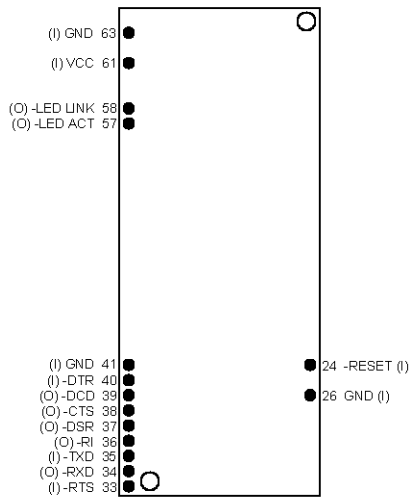 (I) GND 63
(I) VCC 61
(O) -LED LINK 58
(O) -LED ACT 57
(I) GND 41
(I) -DTR 40
(O) -DCD 39
(O) -CTS 38
(O) -DSR 37
(O) -RI 36
(I) -TXD 35
(O) -RXD 34
(I) -RTS 33
24 -RESET (I)
26 GND (I)